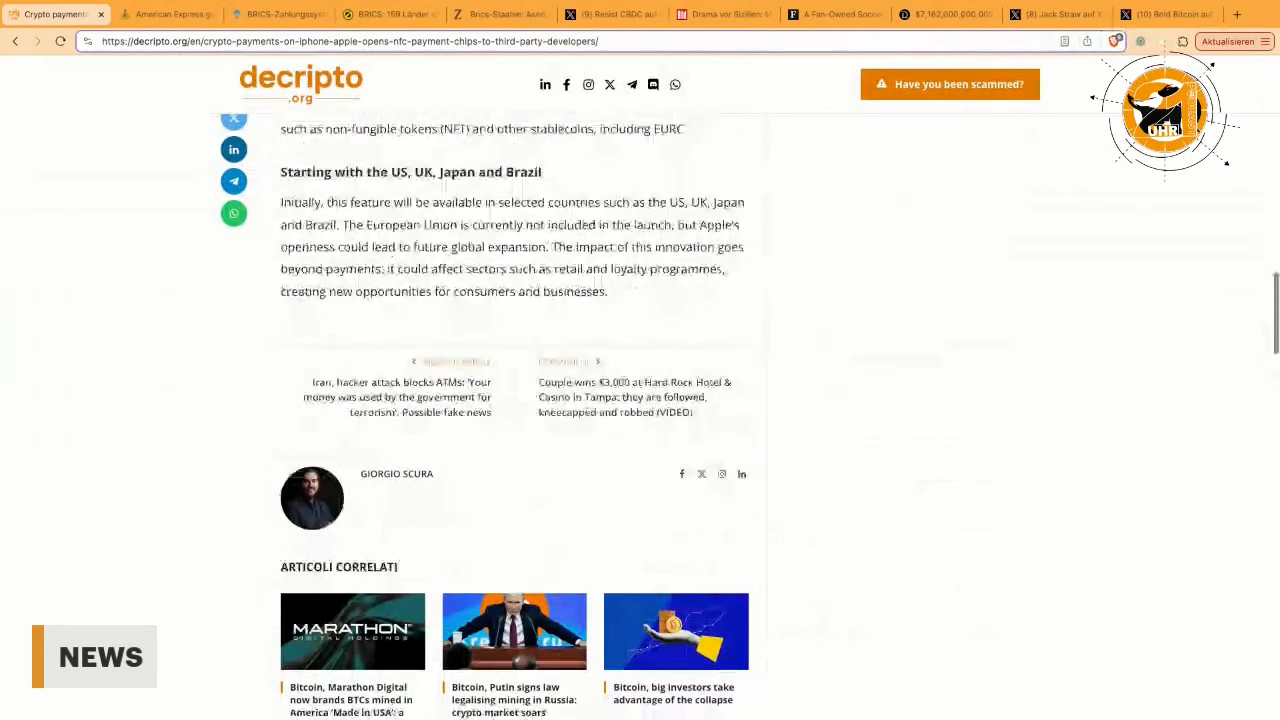 Crypto payment
American Express g
BRICS-Zahlungssyst
BRICS: 159 Länder
Brics-Staaten: Ased
(9) Resist CBDC auf
Drama vor Sizilien:
A Fan-Owned Soccer
$7,162,000,000,000
(8) Jack Straw auf X
(10) Bold Bitcoin auf
https://decripto.org/en/crypto-payments-on-iphone-apple-opens-nfc-payment-chips-to-third-party-developers/
Aktualisieren
decripto
.org
Have you been scammed?
UHR
such as non-fungible tokens (NFT) and other stablecoins, including EURC
Starting with the US, UK, Japan and Brazil
Initially, this feature will be available in selected countries such as the US, UK, Japan
and Brazil. The European Union is currently not included in the launch, but Apple's
openness could lead to future global expansion. The impact of this innovation goes
beyond payments: it could affect sectors such as retail and loyalty programmes,
creating new opportunities for consumers and businesses.
Iran, hacker attack blocks ATMs: 'Your
money was used by the government for
terrorism'. Possible fake news
Couple wins $3,000 at Hard Rock Hotel &
Casino in Tampa: they are followed,
kneecapped and robbed (VIDEO)
GIORGIO SCURA
ARTICOLI CORRELATI
MARATHON
DIGITAL HOLDINGS
Bitcoin, Marathon Digital
now brands BTCs mined in
America 'Made in USA': a
Bitcoin, Putin signs law
legalising mining in Russia:
crypto market soars
Bitcoin, big investors take
advantage of the collapse
NEWS